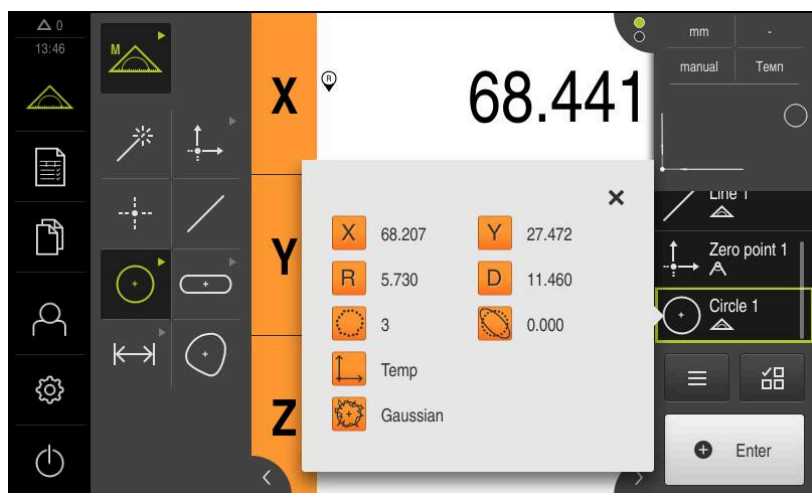 0
13:46
M
X
R
68.441
Y
Z
X 68.207 Y 27.472
R 5.730 D 11.460
3 0.000
Temp
Gaussian
mm -
manual Темп
Line 1
Zero point 1
Circle 1
Enter